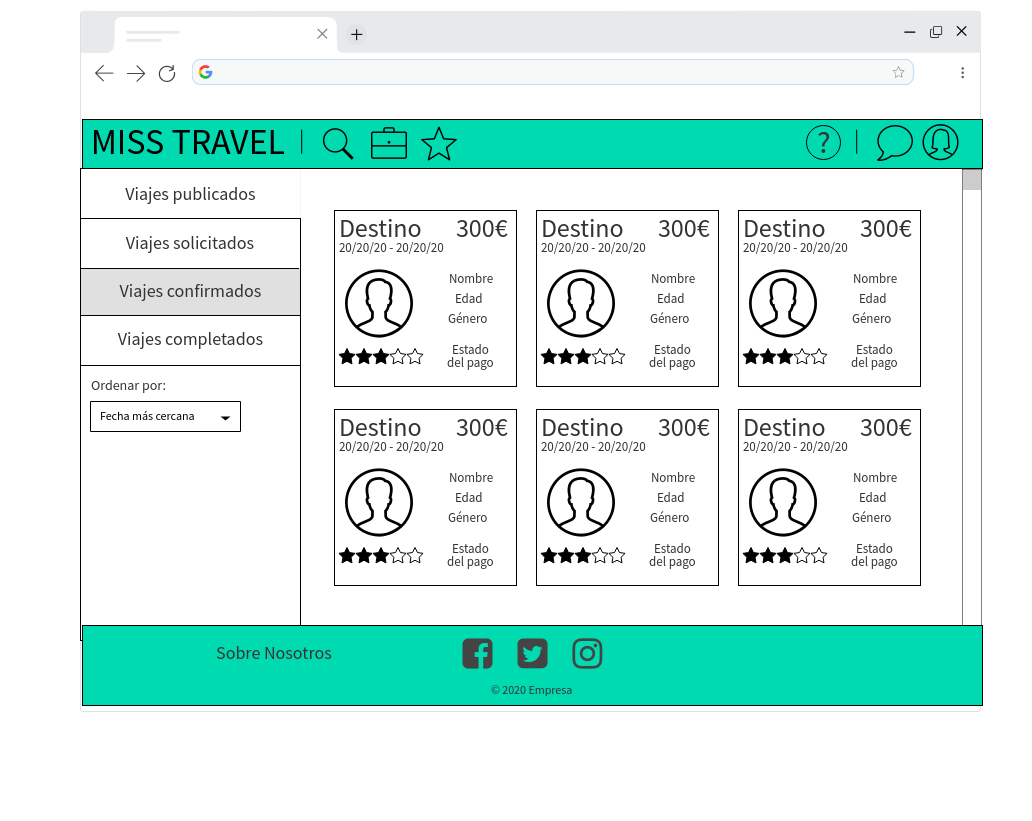 MISS TRAVEL
?
Viajes publicados
Viajes solicitados
Viajes confirmados
Viajes completados
Ordenar por:
Fecha más cercana
Destino 300€
20/20/20 - 20/20/20
Nombre
Edad
Género
Estado
del pago
Destino 300€
20/20/20 - 20/20/20
Nombre
Edad
Género
Estado
del pago
Destino 300€
20/20/20 - 20/20/20
Nombre
Edad
Género
Estado
del pago
Destino 300€
20/20/20 - 20/20/20
Nombre
Edad
Género
Estado
del pago
Destino 300€
20/20/20 - 20/20/20
Nombre
Edad
Género
Estado
del pago
Destino 300€
20/20/20 - 20/20/20
Nombre
Edad
Género
Estado
del pago
Sobre Nosotros
© 2020 Empresa